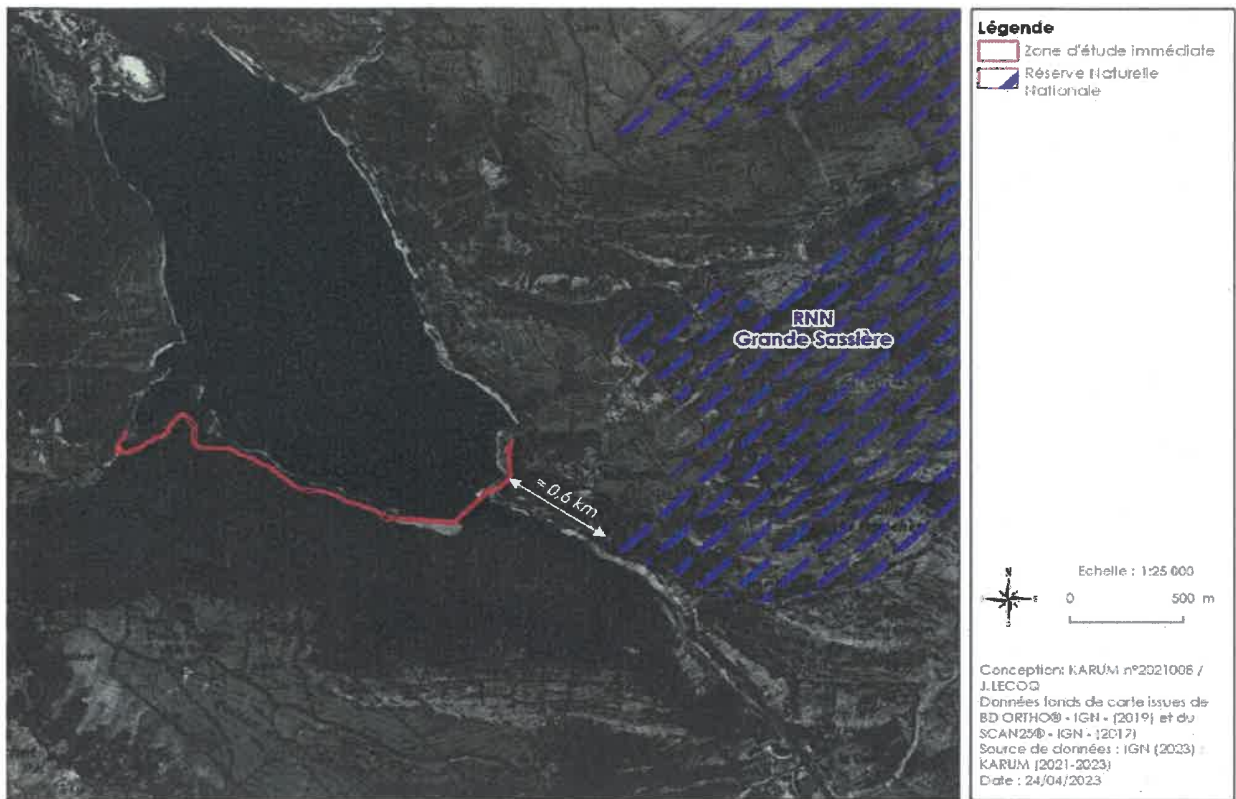 RNN
Grande Sassière
≈ 0,6 km
Légende
Zone d'étude immédiate
Réserve Naturelle
Nationale
Echelle : 1:25 000
0 500 m
Conception: KARUM n°2021008 /
J.LECOQ
Données fonds de carte issues de
BD ORTHO® - IGN - (2019) et du
SCAN25® - IGN - (2017)
Source de données : IGN (2023) ;
KARUM (2021-2023)
Date : 24/04/2023